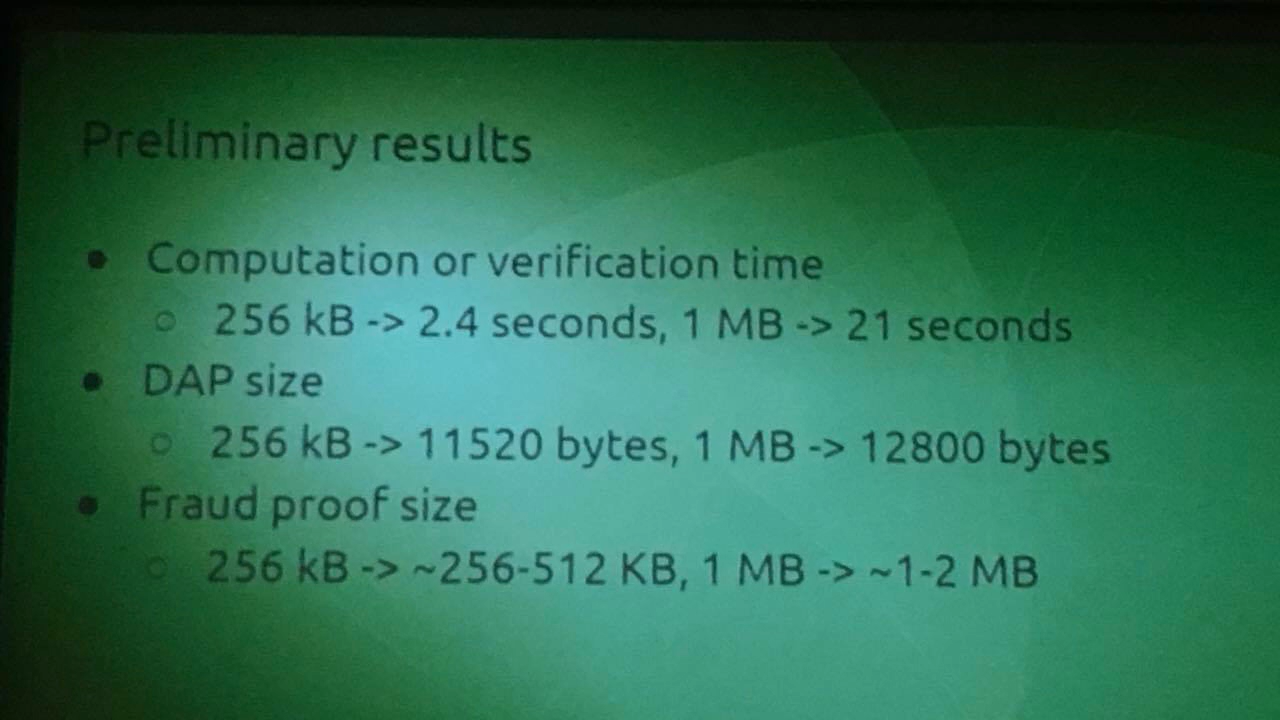 Preliminary results
● Computation or verification time
○ 256 kB -> 2.4 seconds, 1 MB -> 21 seconds
● DAP size
○ 256 kB -> 11520 bytes, 1 MB -> 12800 bytes
● Fraud proof size
○ 256 kB -> ~256-512 KB, 1 MB -> ~1-2 MB